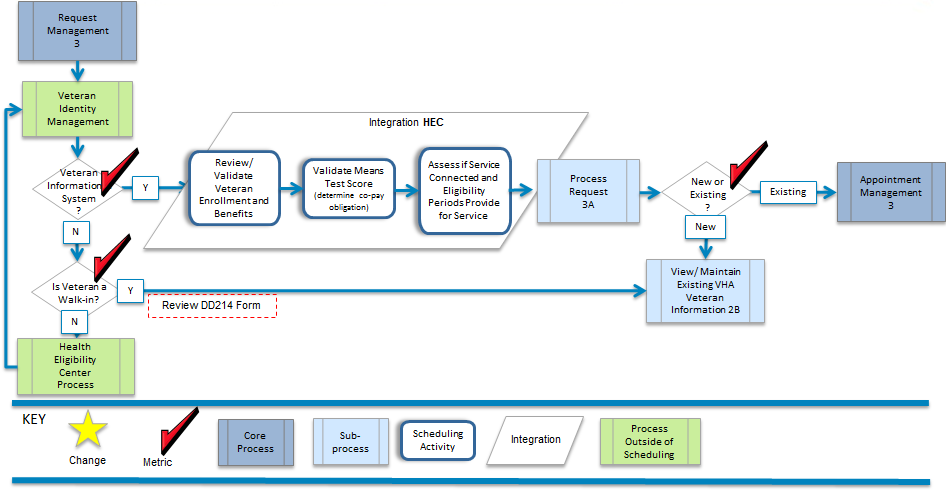 Request
Management
3
Veteran
Identity
Management
Veteran
Information
System
?
Y
N
Integration HEC
Review/
Validate
Veteran
Enrollment and
Benefits
Validate Means
Test Score
(determine co-pay
obligation)
Assess if Service
Connected and
Eligibility
Periods Provide
for Service
Process
Request
3A
New or
Existing
?
Existing
New
Appointment
Management
3
Is Veteran a
Walk-in?
Y
N
Review DD214 Form
View/ Maintain
Existing VHA
Veteran
Information 2B
Health
Eligibility
Center
Process
KEY
Change
Metric
Core
Process
Sub-
process
Scheduling
Activity
Integration
Process
Outside of
Scheduling